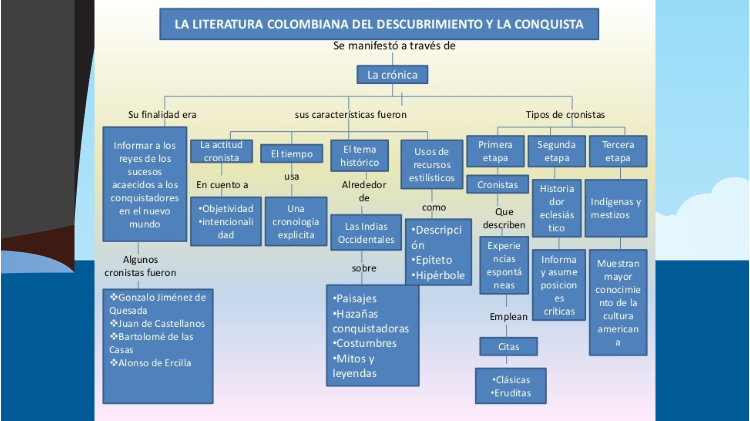 LA LITERATURA COLOMBIANA DEL DESCUBRIMIENTO Y LA CONQUISTA
Se manifestó a través de
La crónica
Su finalidad era
sus características fueron
Tipos de cronistas
Informar a los
reyes de los
sucesos
acaecidos a los
conquistadores
en el nuevo
mundo
Algunos
cronistas fueron
❖Gonzalo Jiménez de
Quesada
❖Juan de Castellanos
❖Bartolomé de las
Casas
❖Alonso de Ercilla
La actitud
cronista
En cuanto a
•Objetividad
•intencionali
dad
El tiempo
usa
Una
cronología
explicita
El tema
histórico
Alrededor
de
Las Indias
Occidentales
sobre
•Paisajes
•Hazañas
conquistadoras
•Costumbres
•Mitos y
leyendas
Usos de
recursos
estilísticos
como
•Descripci
ón
•Epíteto
•Hipérbole
Primera
etapa
Cronistas
Que
describen
Experie
ncias
espontá
neas
Emplean
Citas
•Clásicas
•Eruditas
Segunda
etapa
Historia
dor
eclesiás
tico
Informa
y asume
posicion
es
críticas
Tercera
etapa
Indígenas y
mestizos
Muestran
mayor
conocimie
nto de la
cultura
american
a